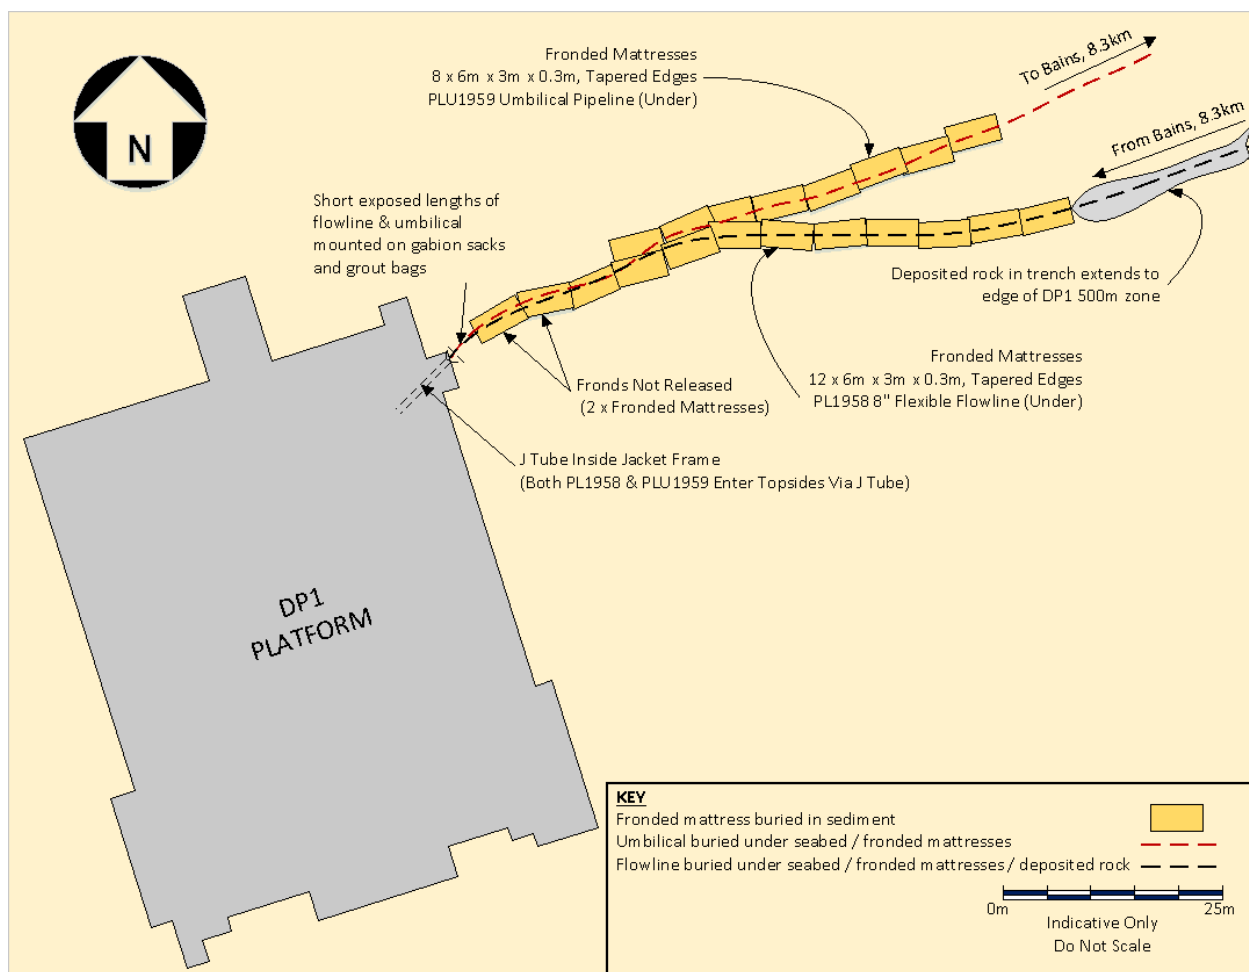 Fronded Mattresses
8 x 6m x 3m x 0.3m, Tapered Edges
PLU1959 Umbilical Pipeline (Under)
To Bains, 8.3km
From Bains, 8.3km
N
Short exposed lengths of
flowline & umbilical
mounted on gabion sacks
and grout bags
Deposited rock in trench extends to
edge of DP1 500m zone
Fronded Mattresses
12 x 6m x 3m x 0.3m, Tapered Edges
PL1958 8" Flexible Flowline (Under)
Fronds Not Released
(2 x Fronded Mattresses)
J Tube Inside Jacket Frame
(Both PL1958 & PLU1959 Enter Topsides Via J Tube)
DP1
PLATFORM
KEY
Fronded mattress buried in sediment
Umbilical buried under seabed / fronded mattresses
Flowline buried under seabed / fronded mattresses / deposited rock
0m 25m
Indicative Only
Do Not Scale